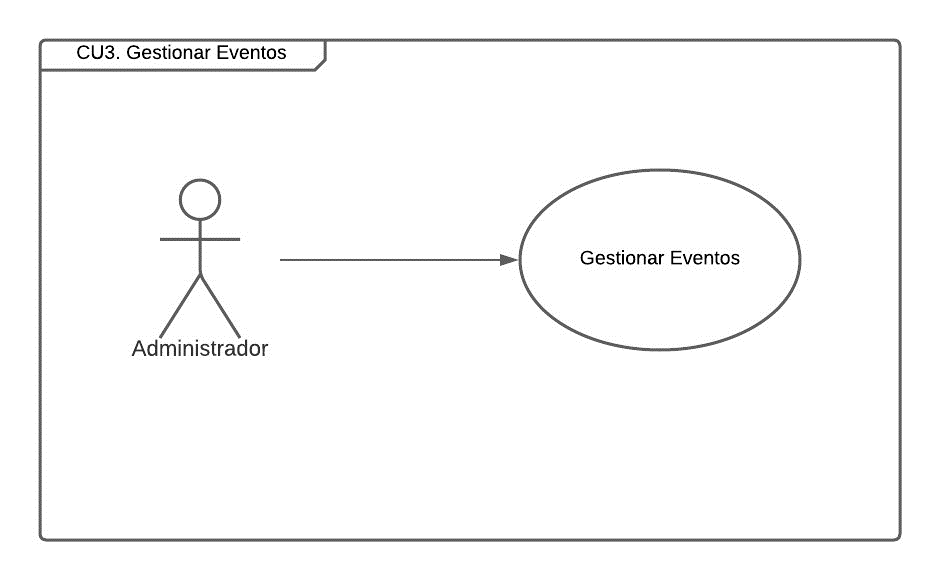 CU3. Gestionar Eventos
Gestionar Eventos
Administrador